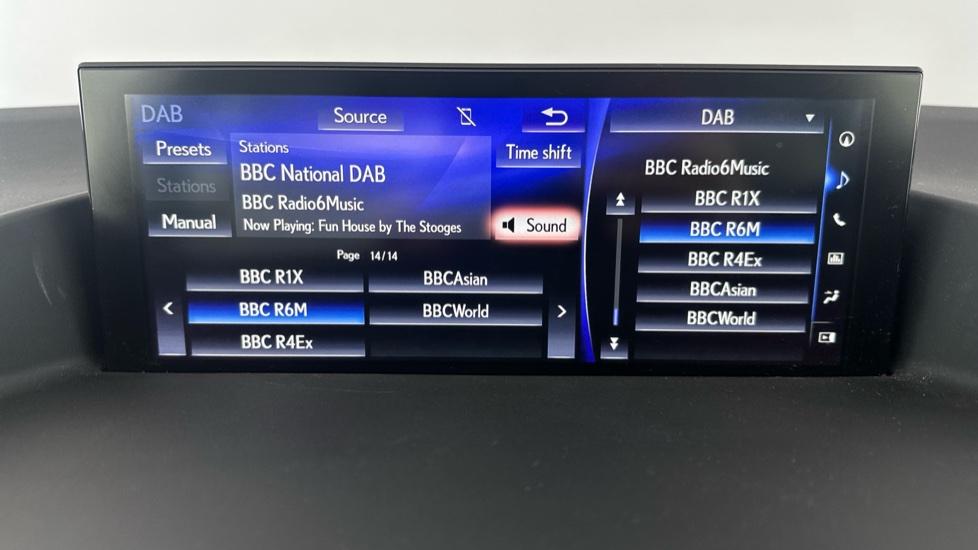 DAB
Source
Presets
Stations
Manual
Stations
BBC National DAB
BBC Radio6Music
Now Playing: Fun House by The Stooges
Time shift
Sound
Page 14/14
BBC R1X
BBCAsian
BBC R6M
BBCWorld
BBC R4Ex
DAB
BBC Radio6Music
BBC R1X
BBC R6M
BBC R4Ex
BBCAsian
BBCWorld